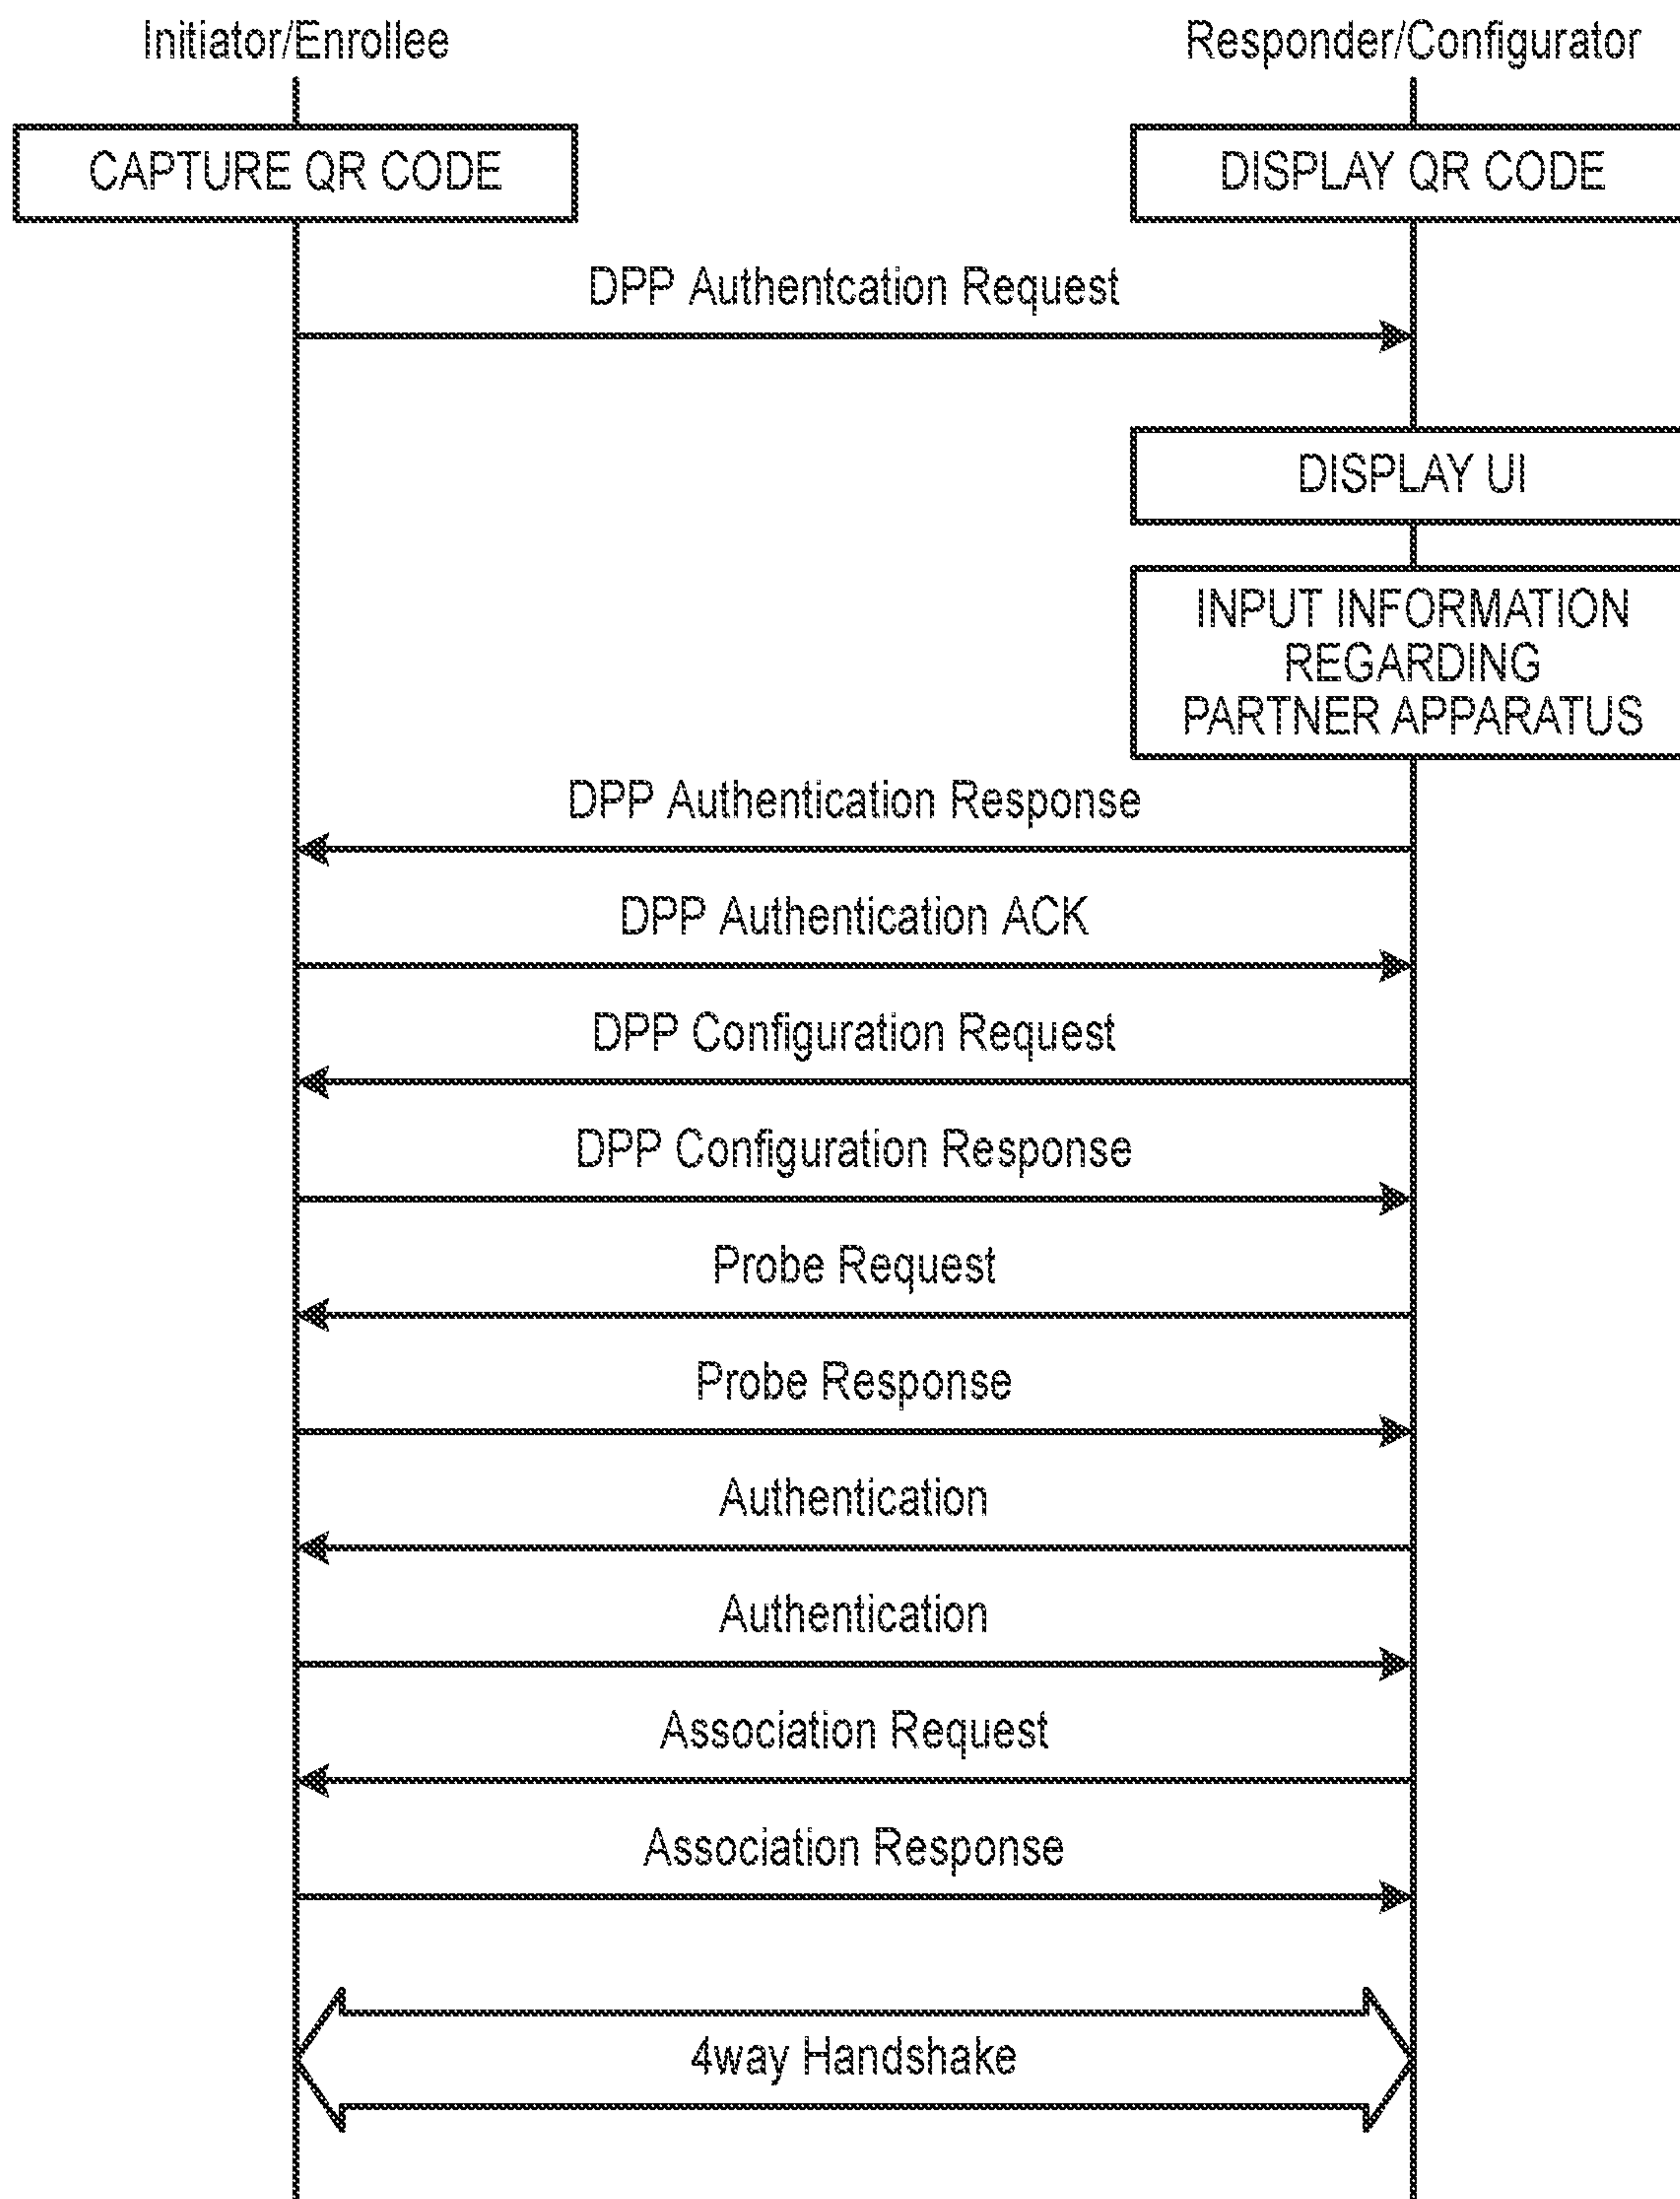 Initiator/Enrollee
Responder/Configurator
CAPTURE QR CODE
DISPLAY QR CODE
DPP Authentcation Request
DISPLAY UI
INPUT INFORMATION
REGARDING
PARTNER APPARATUS
DPP Authentication Response
DPP Authentication ACK
DPP Configuration Request
DPP Configuration Response
Probe Request
Probe Response
Authentication
Authentication
Association Request
Association Response
4way Handshake